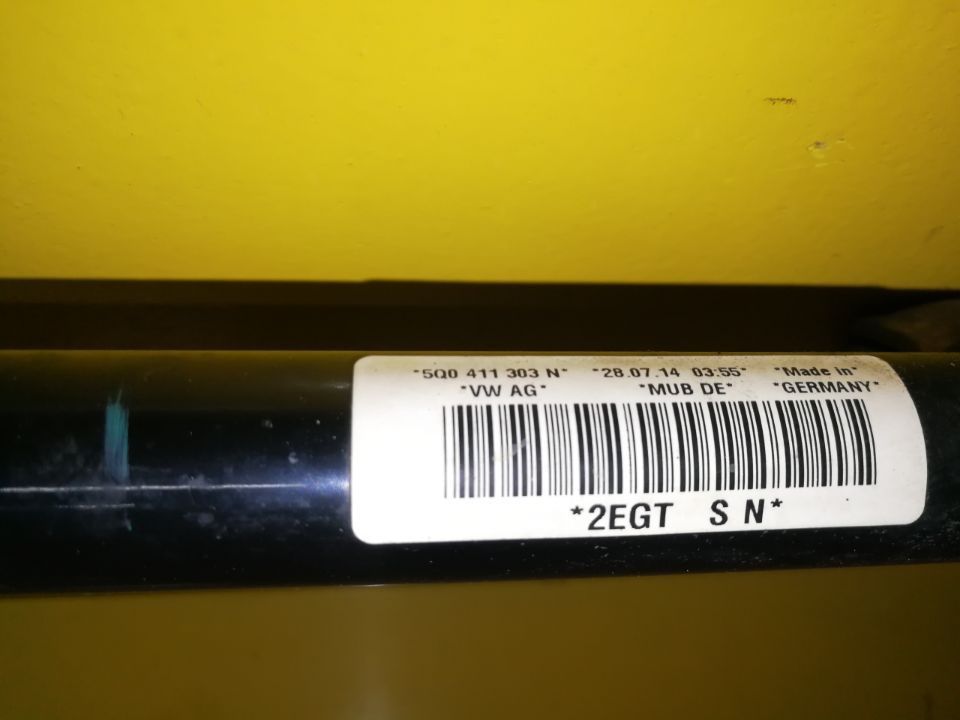 *5Q0 411 303 N* *28.07.14 03:55* *Made in*
*VW AG* *MUB DE* *GERMANY*
*2EGT S N*